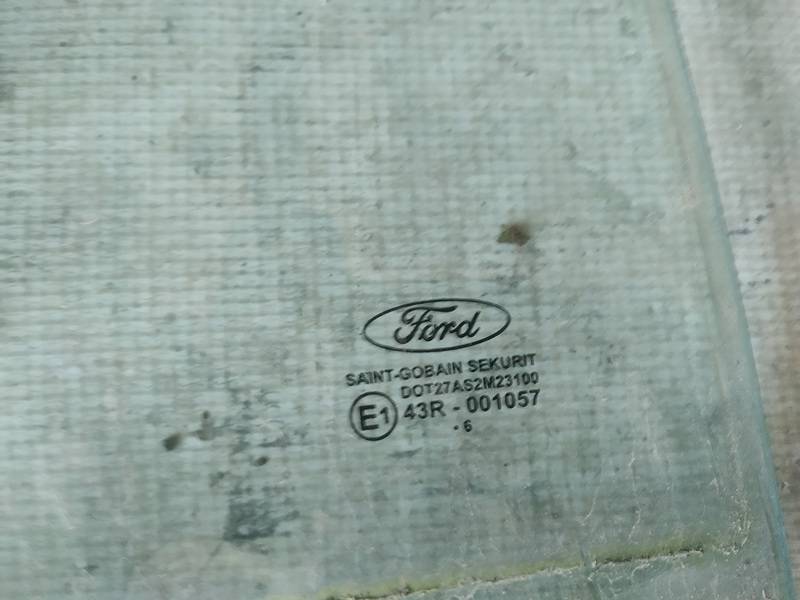 Ford
SAINT-GOBAIN SEKURIT
DOT27AS2M23100
E1 43R - 001057
. 6